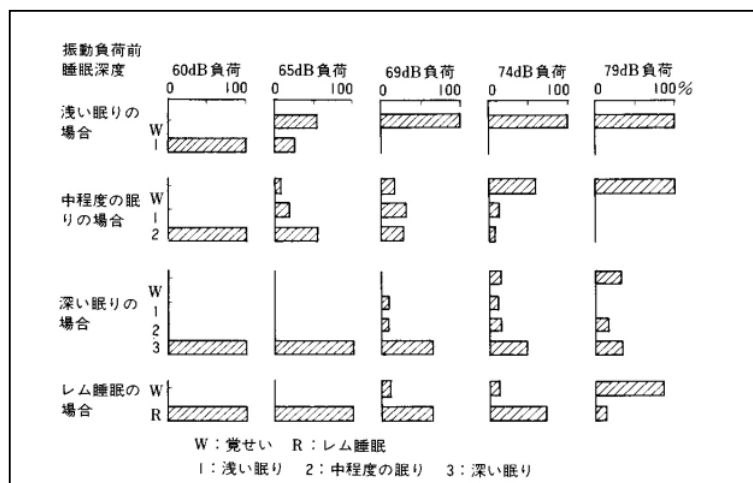 振動負荷前
睡眠深度
60dB負荷 65dB負荷 69dB負荷 74dB負荷 79dB負荷
0 100 0 100 0 100 0 100 0 100 %
浅い眠りの
場合
W
1
中程度の眠
りの場合
W
1
2
深い眠りの
場合
W
1
2
3
レム睡眠の
場合
W
R
W：覚せい R：レム睡眠
1：浅い眠り 2：中程度の眠り 3：深い眠り